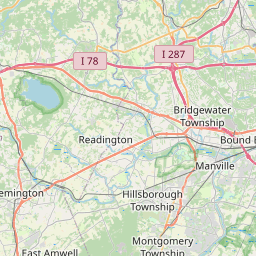 I 287
I 78
Bridgewater
Township
Readington
Bound B
Manville
emington
Hillsborough
Township
Montgomery
Township
East Amwell